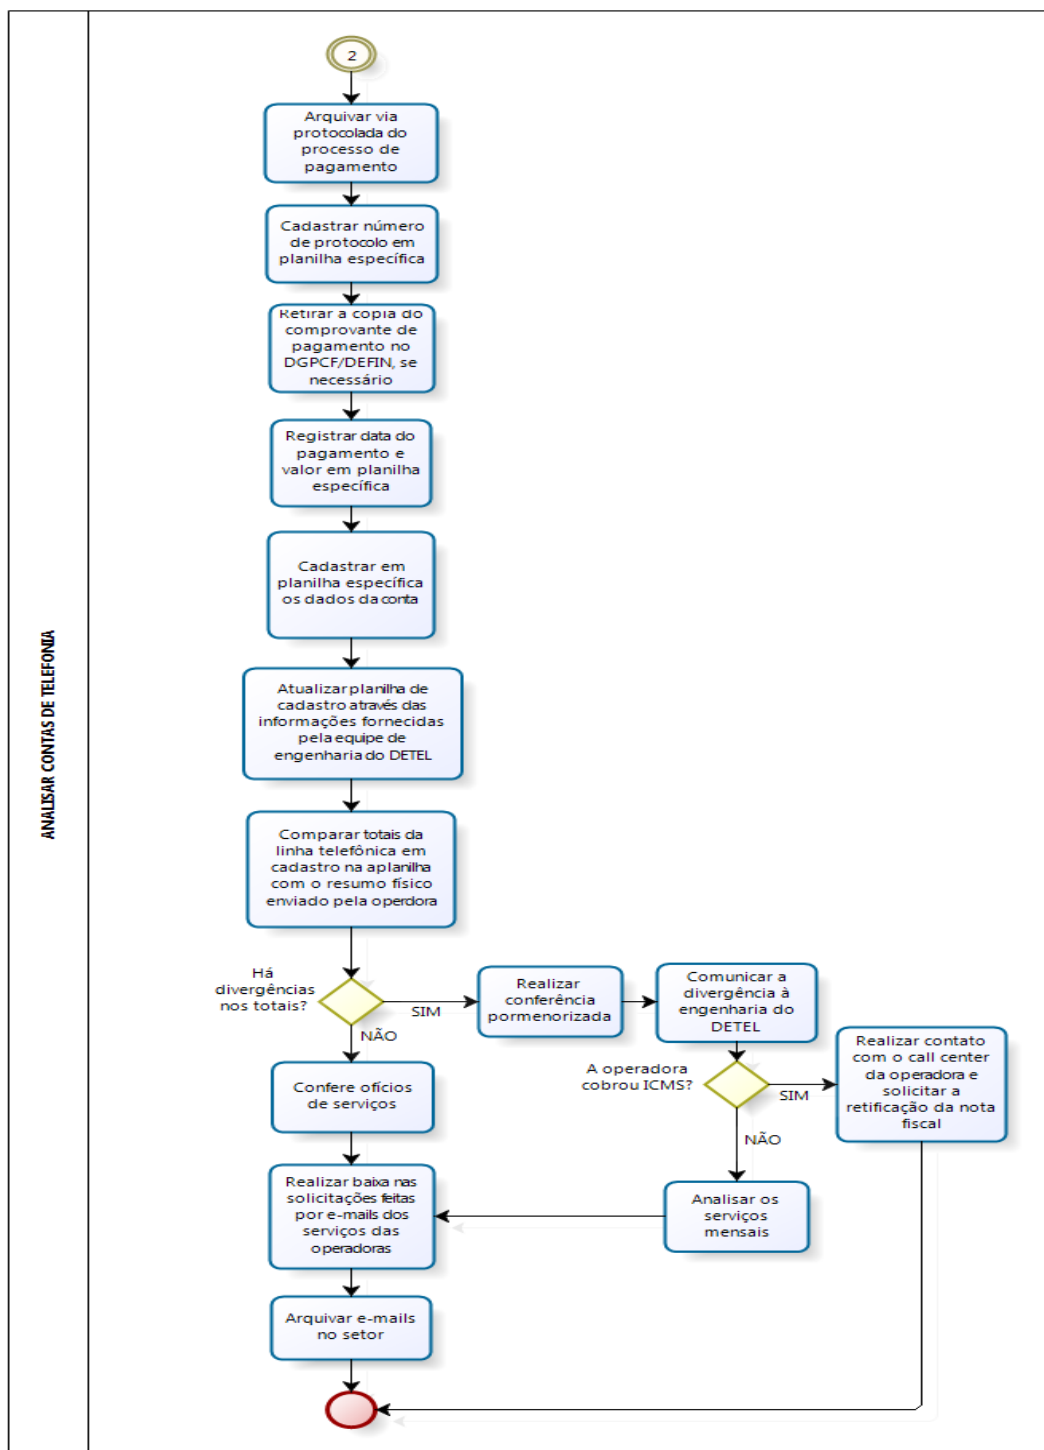 ANALISAR CONTAS DE TELEFONIA
2
Arquivar via
protocolada do
processo de
pagamento
Cadastrar número
de protocolo em
planilha específica
Retirar a copia do
comprovante de
pagamento no
DGPCF/DEFIN, se
necessário
Registrar data do
pagamento e
valor em planilha
específica
Cadastrar em
planilha específica
os dados da conta
Atualizar planilha de
cadastro através das
informações fornecidas
pela equipe de
engenharia do DETEL
Comparar totais da
linha telefônica em
cadastro na aplanilha
com o resumo físico
enviado pela operdora
Há
divergências
nos totais?
SIM
NÃO
Realizar
conferência
pormenorizada
Comunicar a
divergência à
engenharia do
DETEL
A operadora
cobrou ICMS?
SIM
NÃO
Realizar contato
com o call center
da operadora e
solicitar a
retificação da nota
fiscal
Confere ofícios
de serviços
Analisar os
serviços
mensais
Realizar baixa nas
solicitações feitas
por e-mails dos
serviços das
operadoras
Arquivar e-mails
no setor